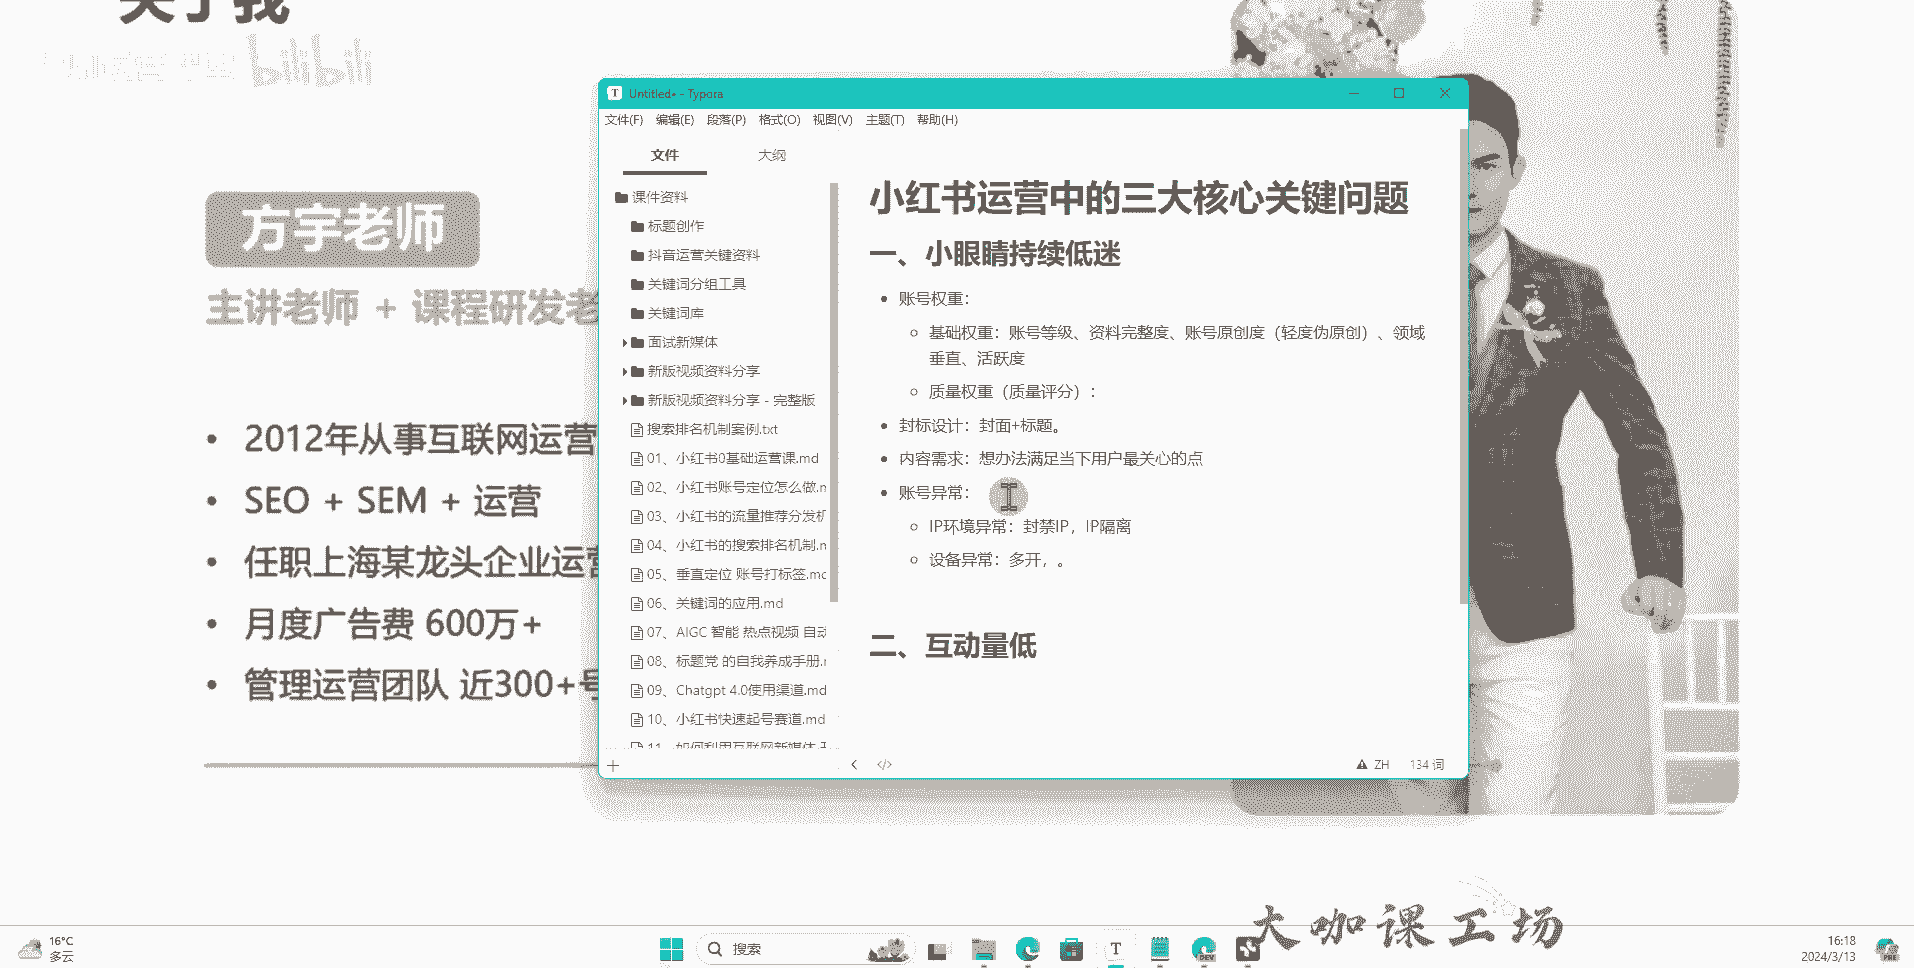 关于我
bilibili
方宇老师
主讲老师 + 课程研发老
2012年从事互联网运营
SEO + SEM + 运营
任职上海某龙头企业运营
月度广告费 600万+
管理运营团队 近300+号
Untitled• - Typora
文件(F) 编辑(E) 段落(P) 格式(O) 视图(V) 主题(T) 帮助(H)
文件 大纲
课件资料
标题创作
抖音运营关键资料
关键词分组工具
关键词库
面试新媒体
新版视频资料分享
新版视频资料分享 - 完整版
搜索排名机制案例.txt
01、小红书0基础运营课.md
02、小红书账号定位怎么做.m
03、小红书的流量推荐分发机
04、小红书的搜索排名机制.m
05、垂直定位 账号打标签.md
06、关键词的应用.md
07、AIGC 智能 热点视频 自动
08、标题党 的自我养成手册.m
09、Chatgpt 4.0使用渠道.md
10、小红书快速起号赛道.md
11、如何利用互联网新媒体
小红书运营中的三大核心关键问题
一、小眼睛持续低迷
账号权重：
基础权重：账号等级、资料完整度、账号原创度（轻度伪原创）、领域
垂直、活跃度
质量权重（质量评分）：
封标设计：封面+标题。
内容需求：想办法满足当下用户最关心的点
账号异常：
IP环境异常：封禁IP，IP隔离
设备异常：多开，。
二、互动量低
ZH 134 词
大咖课工场
16°C
多云
搜索
DEV
16:18
2024/3/13
PRE